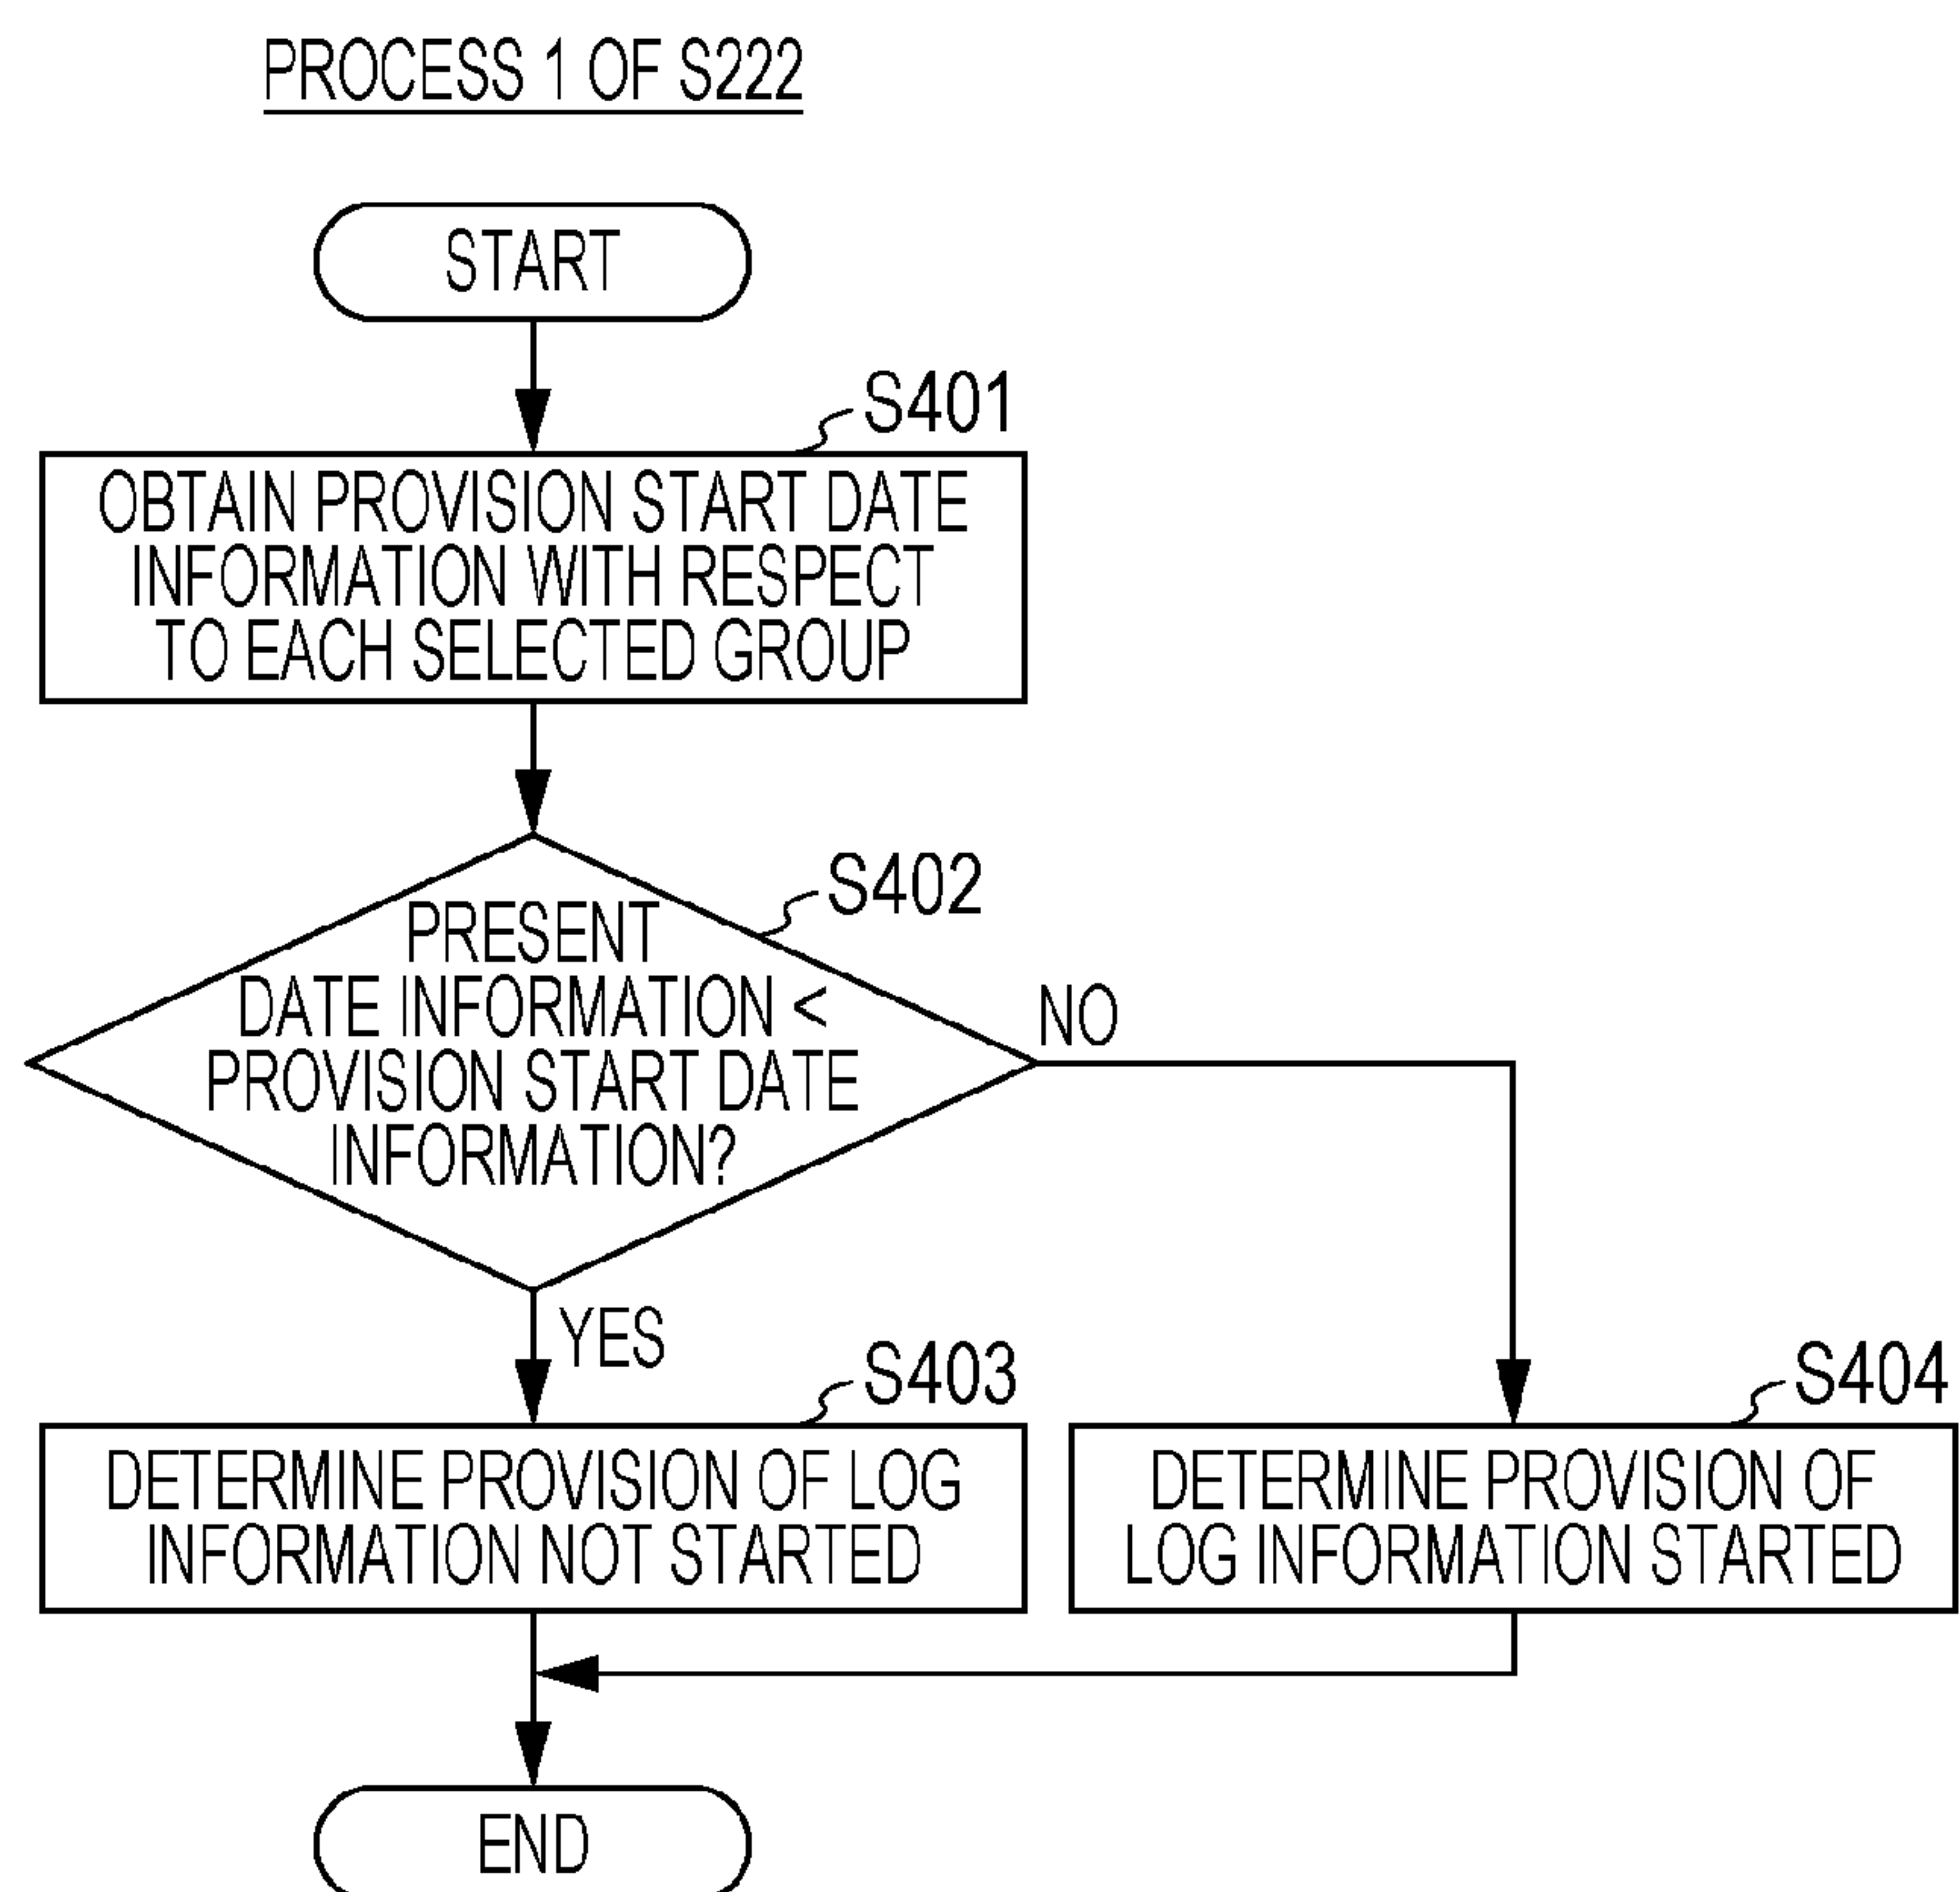 PROCESS 1 OF S222
START
S401
OBTAIN PROVISION START DATE
INFORMATION WITH RESPECT
TO EACH SELECTED GROUP
S402
PRESENT
DATE INFORMATION <
PROVISION START DATE
INFORMATION?
NO
YES
S403
DETERMINE PROVISION OF LOG
INFORMATION NOT STARTED
S404
DETERMINE PROVISION OF
LOG INFORMATION STARTED
END